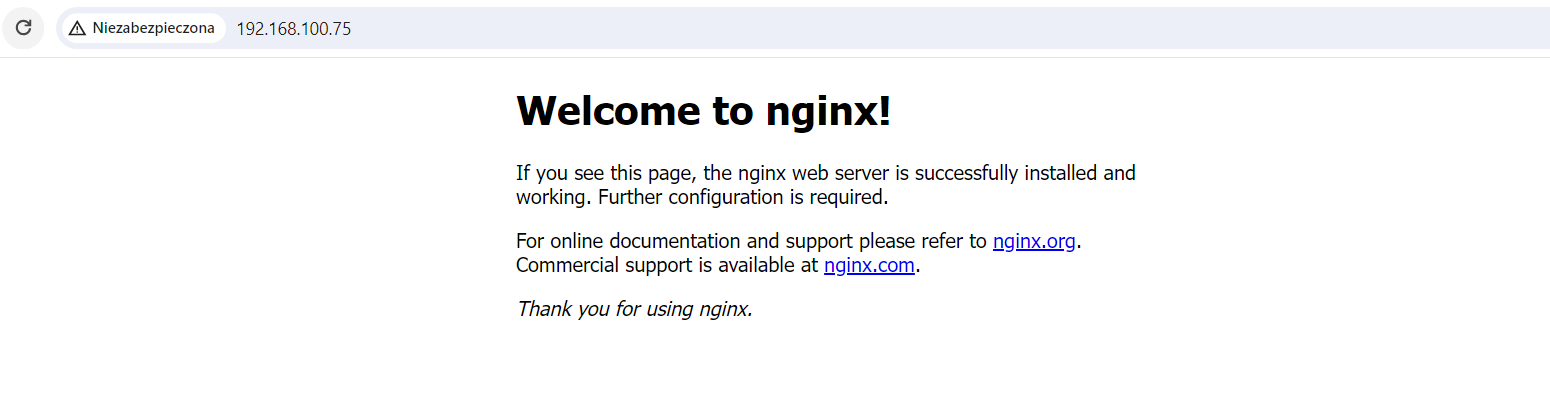 Niezabezpieczona 192.168.100.75
Welcome to nginx!
If you see this page, the nginx web server is successfully installed and
working. Further configuration is required.
For online documentation and support please refer to nginx.org.
Commercial support is available at nginx.com.
Thank you for using nginx.